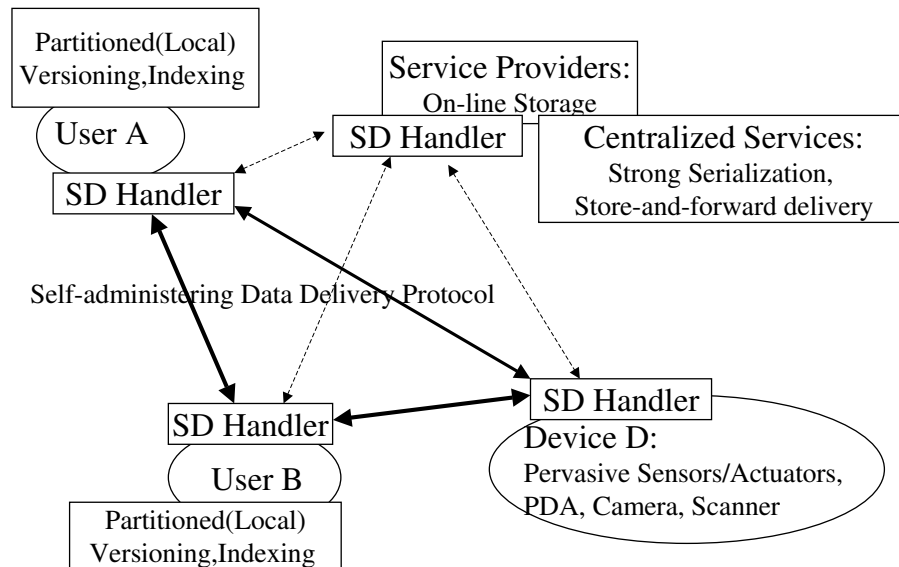 Partitioned(Local)
Versioning,Indexing
User A
SD Handler
Service Providers:
On-line Storage
SD Handler
Centralized Services:
Strong Serialization,
Store-and-forward delivery
Self-administering Data Delivery Protocol
SD Handler
User B
Partitioned(Local)
Versioning,Indexing
SD Handler
Device D:
Pervasive Sensors/Actuators,
PDA, Camera, Scanner